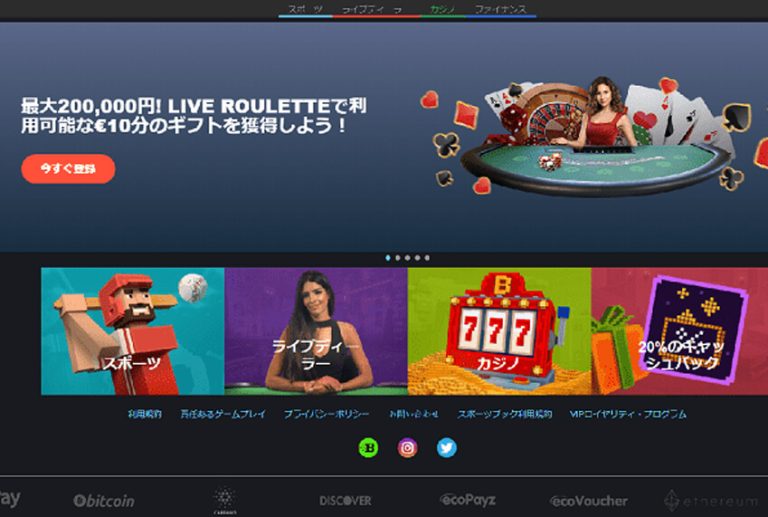 スポーツ ライブディーラー カジノ ファイナンス
最大200,000円! LIVE ROULETTEで利
用可能な€10分のギフトを獲得しよう!
今すぐ登録
B
777
スポーツ
ライブディー
ラー
カジノ
20%のキャッ
シュバック
利用規約 責任あるゲームプレイ プライバシーポリシー お問い合わせ スポーツブック利用規約 VIPロイヤリティ・プログラム
B
bitcoin CARDANO DISCOVER ecoPayz ecoVoucher ethereum